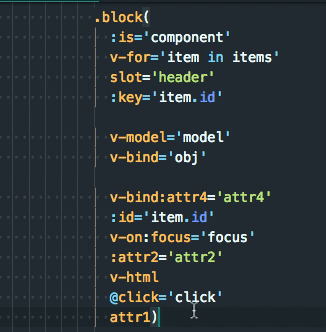 .block(
:is='component'
v-for='item in items'
slot='header'
:key='item.id'
v-model='model'
v-bind='obj'
v-bind:attr4='attr4'
:id='item.id'
v-on:focus='focus'
:attr2='attr2'
v-html
@click='click'
attr1)